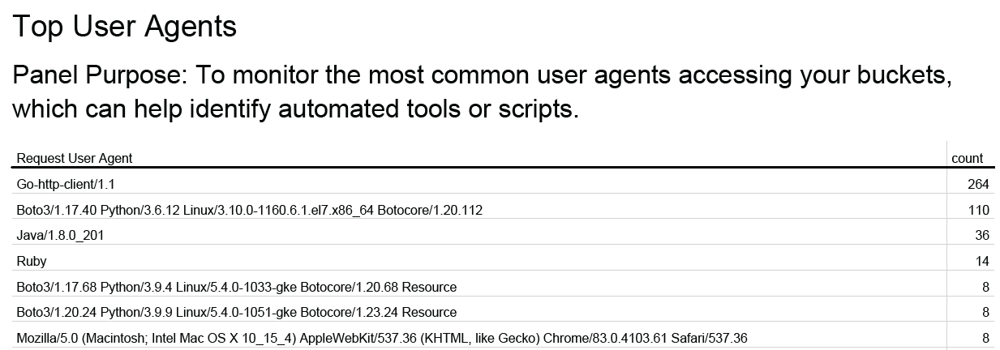 Top User Agents
Panel Purpose: To monitor the most common user agents accessing your buckets,
which can help identify automated tools or scripts.
Request User Agent count
Go-http-client/1.1 264
Boto3/1.17.40 Python/3.6.12 Linux/3.10.0-1160.6.1.el7.x86_64 Botocore/1.20.112 110
Java/1.8.0_201 36
Ruby 14
Boto3/1.17.68 Python/3.9.4 Linux/5.4.0-1033-gke Botocore/1.20.68 Resource 8
Boto3/1.20.24 Python/3.9.9 Linux/5.4.0-1051-gke Botocore/1.23.24 Resource 8
Mozilla/5.0 (Macintosh; Intel Mac OS X 10_15_4) AppleWebKit/537.36 (KHTML, like Gecko) Chrome/83.0.4103.61 Safari/537.36 8